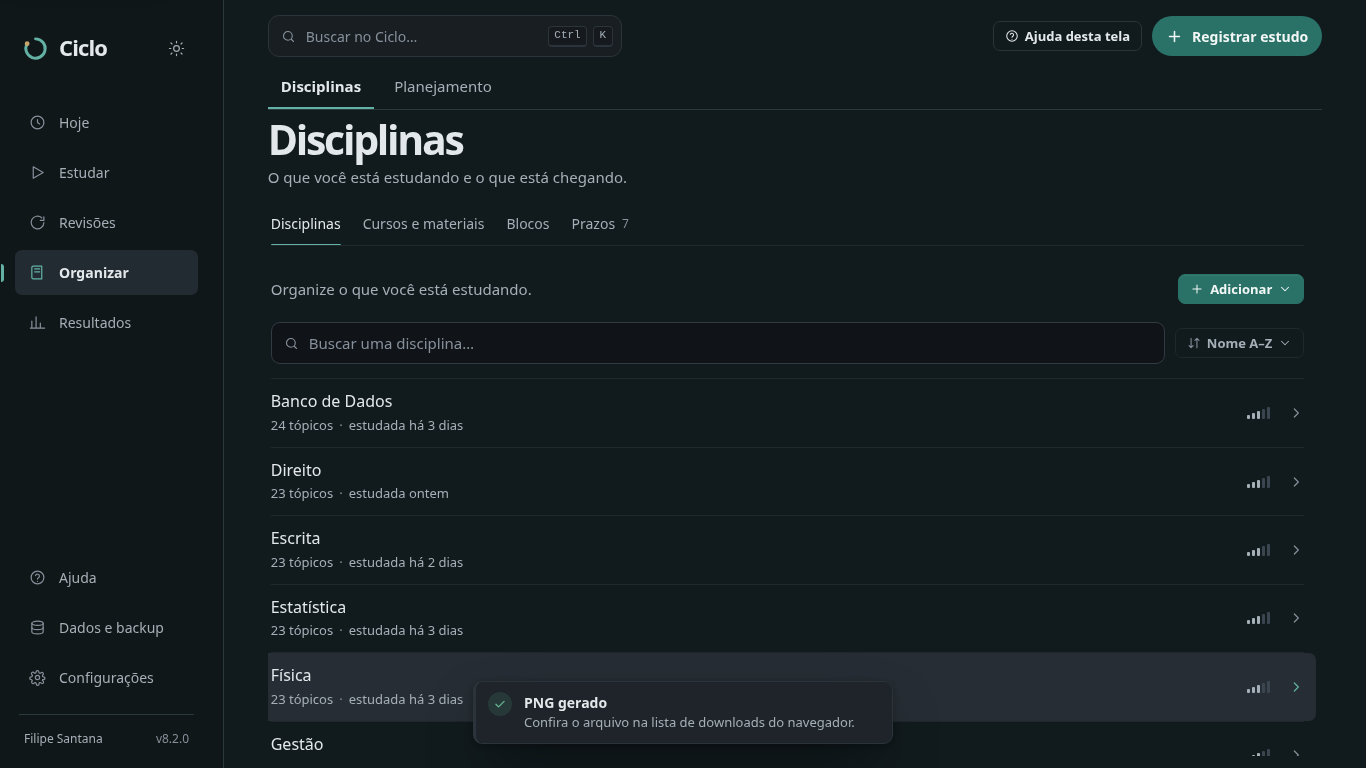 Ciclo
Hoje
Estudar
Revisões
Organizar
Resultados
Ajuda
Dados e backup
Configurações
Filipe Santana
v8.2.0
Buscar no Ciclo...
Ctrl
K
Ajuda desta tela
Registrar estudo
Disciplinas
Planejamento
Disciplinas
O que você está estudando e o que está chegando.
Disciplinas
Cursos e materiais
Blocos
Prazos 7
Organize o que você está estudando.
Adicionar
Buscar uma disciplina...
Nome A–Z
Banco de Dados
24 tópicos · estudada há 3 dias
Direito
23 tópicos · estudada ontem
Escrita
23 tópicos · estudada há 2 dias
Estatística
23 tópicos · estudada há 3 dias
Física
23 tópicos · estudada há 3 dias
Gestão
PNG gerado
Confira o arquivo na lista de downloads do navegador.